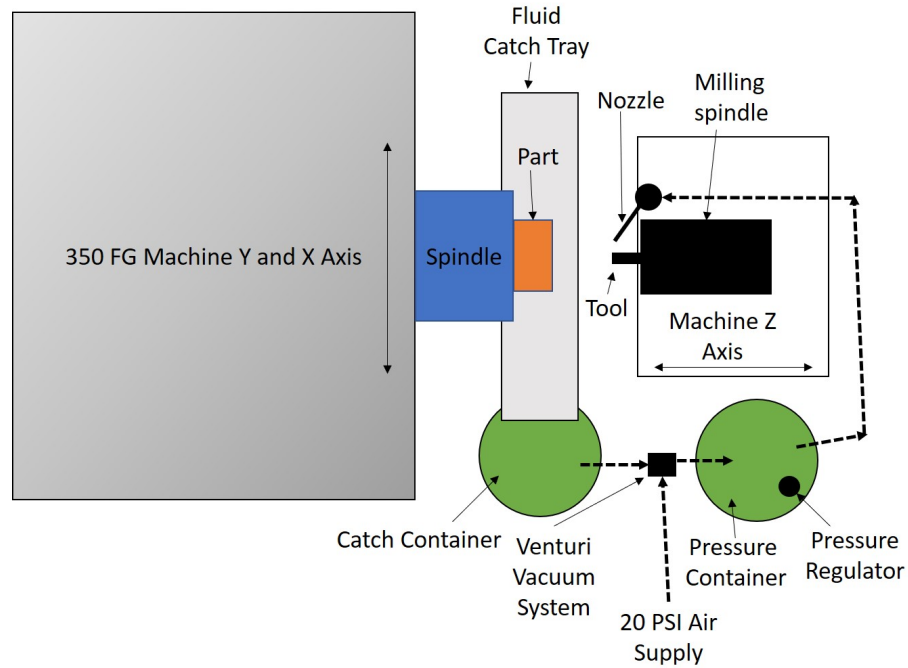 Fluid
Catch Tray
Nozzle
Milling
spindle
Part
350 FG Machine Y and X Axis
Spindle
Tool
Machine Z
Axis
Catch Container
Venturi
Vacuum
System
Pressure
Container
Pressure
Regulator
20 PSI Air
Supply